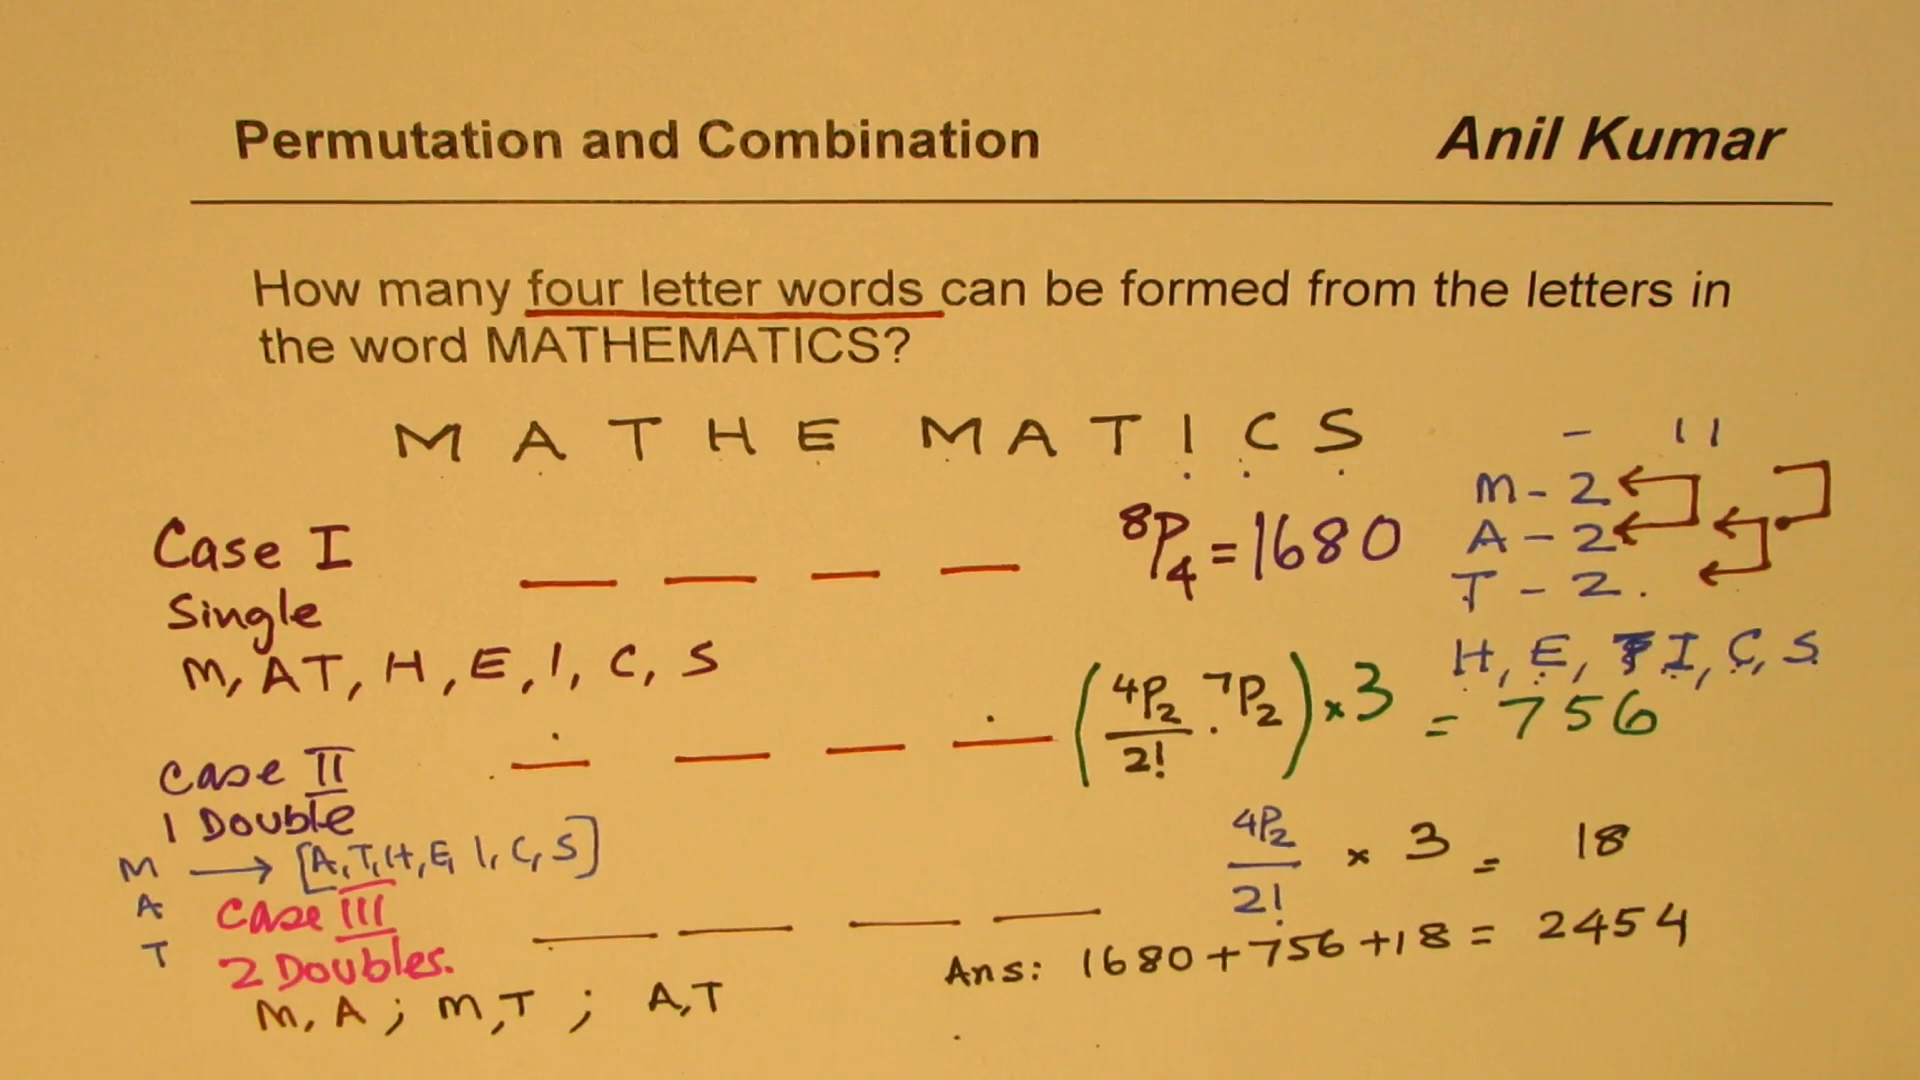 Permutation and Combination Anil Kumar
How many four letter words can be formed from the letters in
the word MATHEMATICS?
M A T H E M A T I C S - 11
M - 2
A - 2
T - 2.
H, E, I, C, S
Case I
Single
⁸P₄ = 1680
M, A T, H, E, I, C, S
Case II
1 Double
(4P₂/2! . 7P₂) × 3 = 756
M → [A, T, H, E, I, C, S]
A
T
Case III
2 Doubles.
4P₂/2! × 3 = 18
M, A ; M, T ; A, T
Ans: 1680 + 756 + 18 = 2454